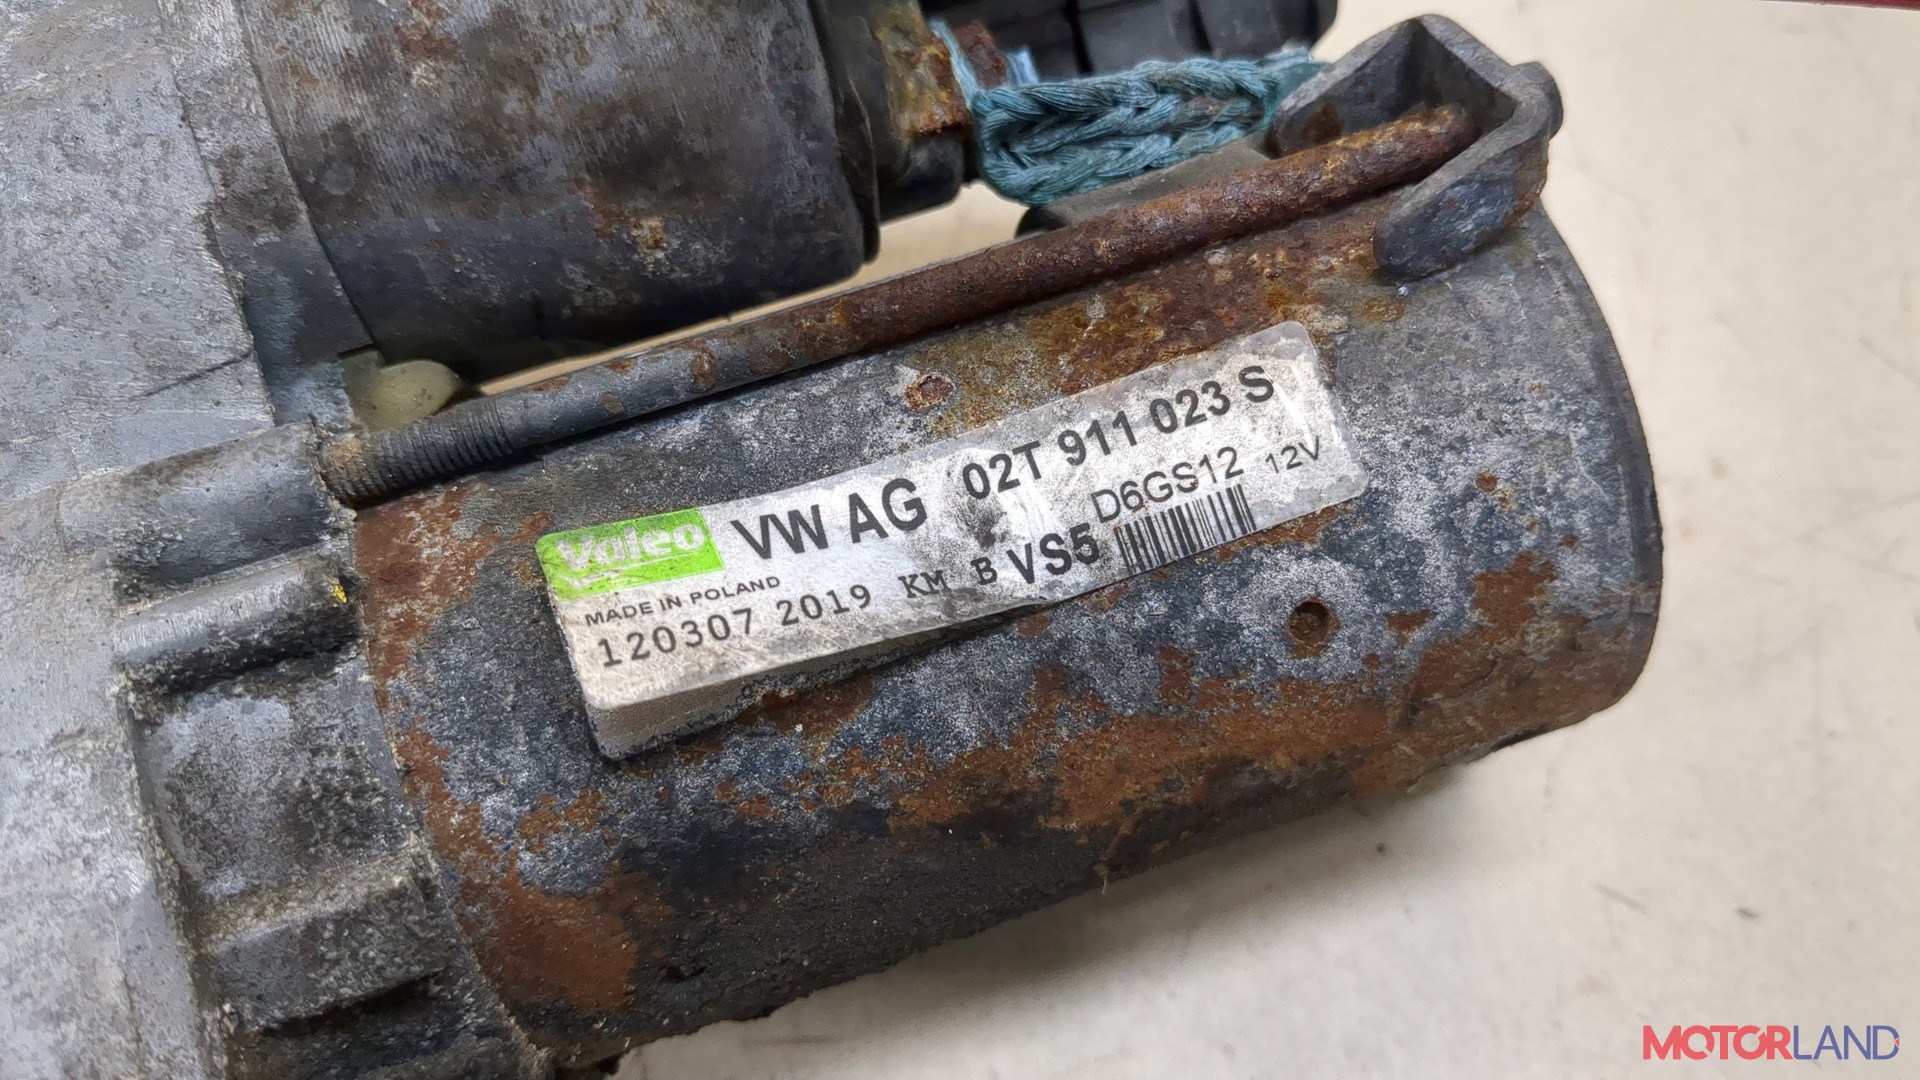 Valeo VW AG 02T 911 023 S
MADE IN POLAND D6GS12 12V
120307 2019 KM B VS5
MOTORLAND